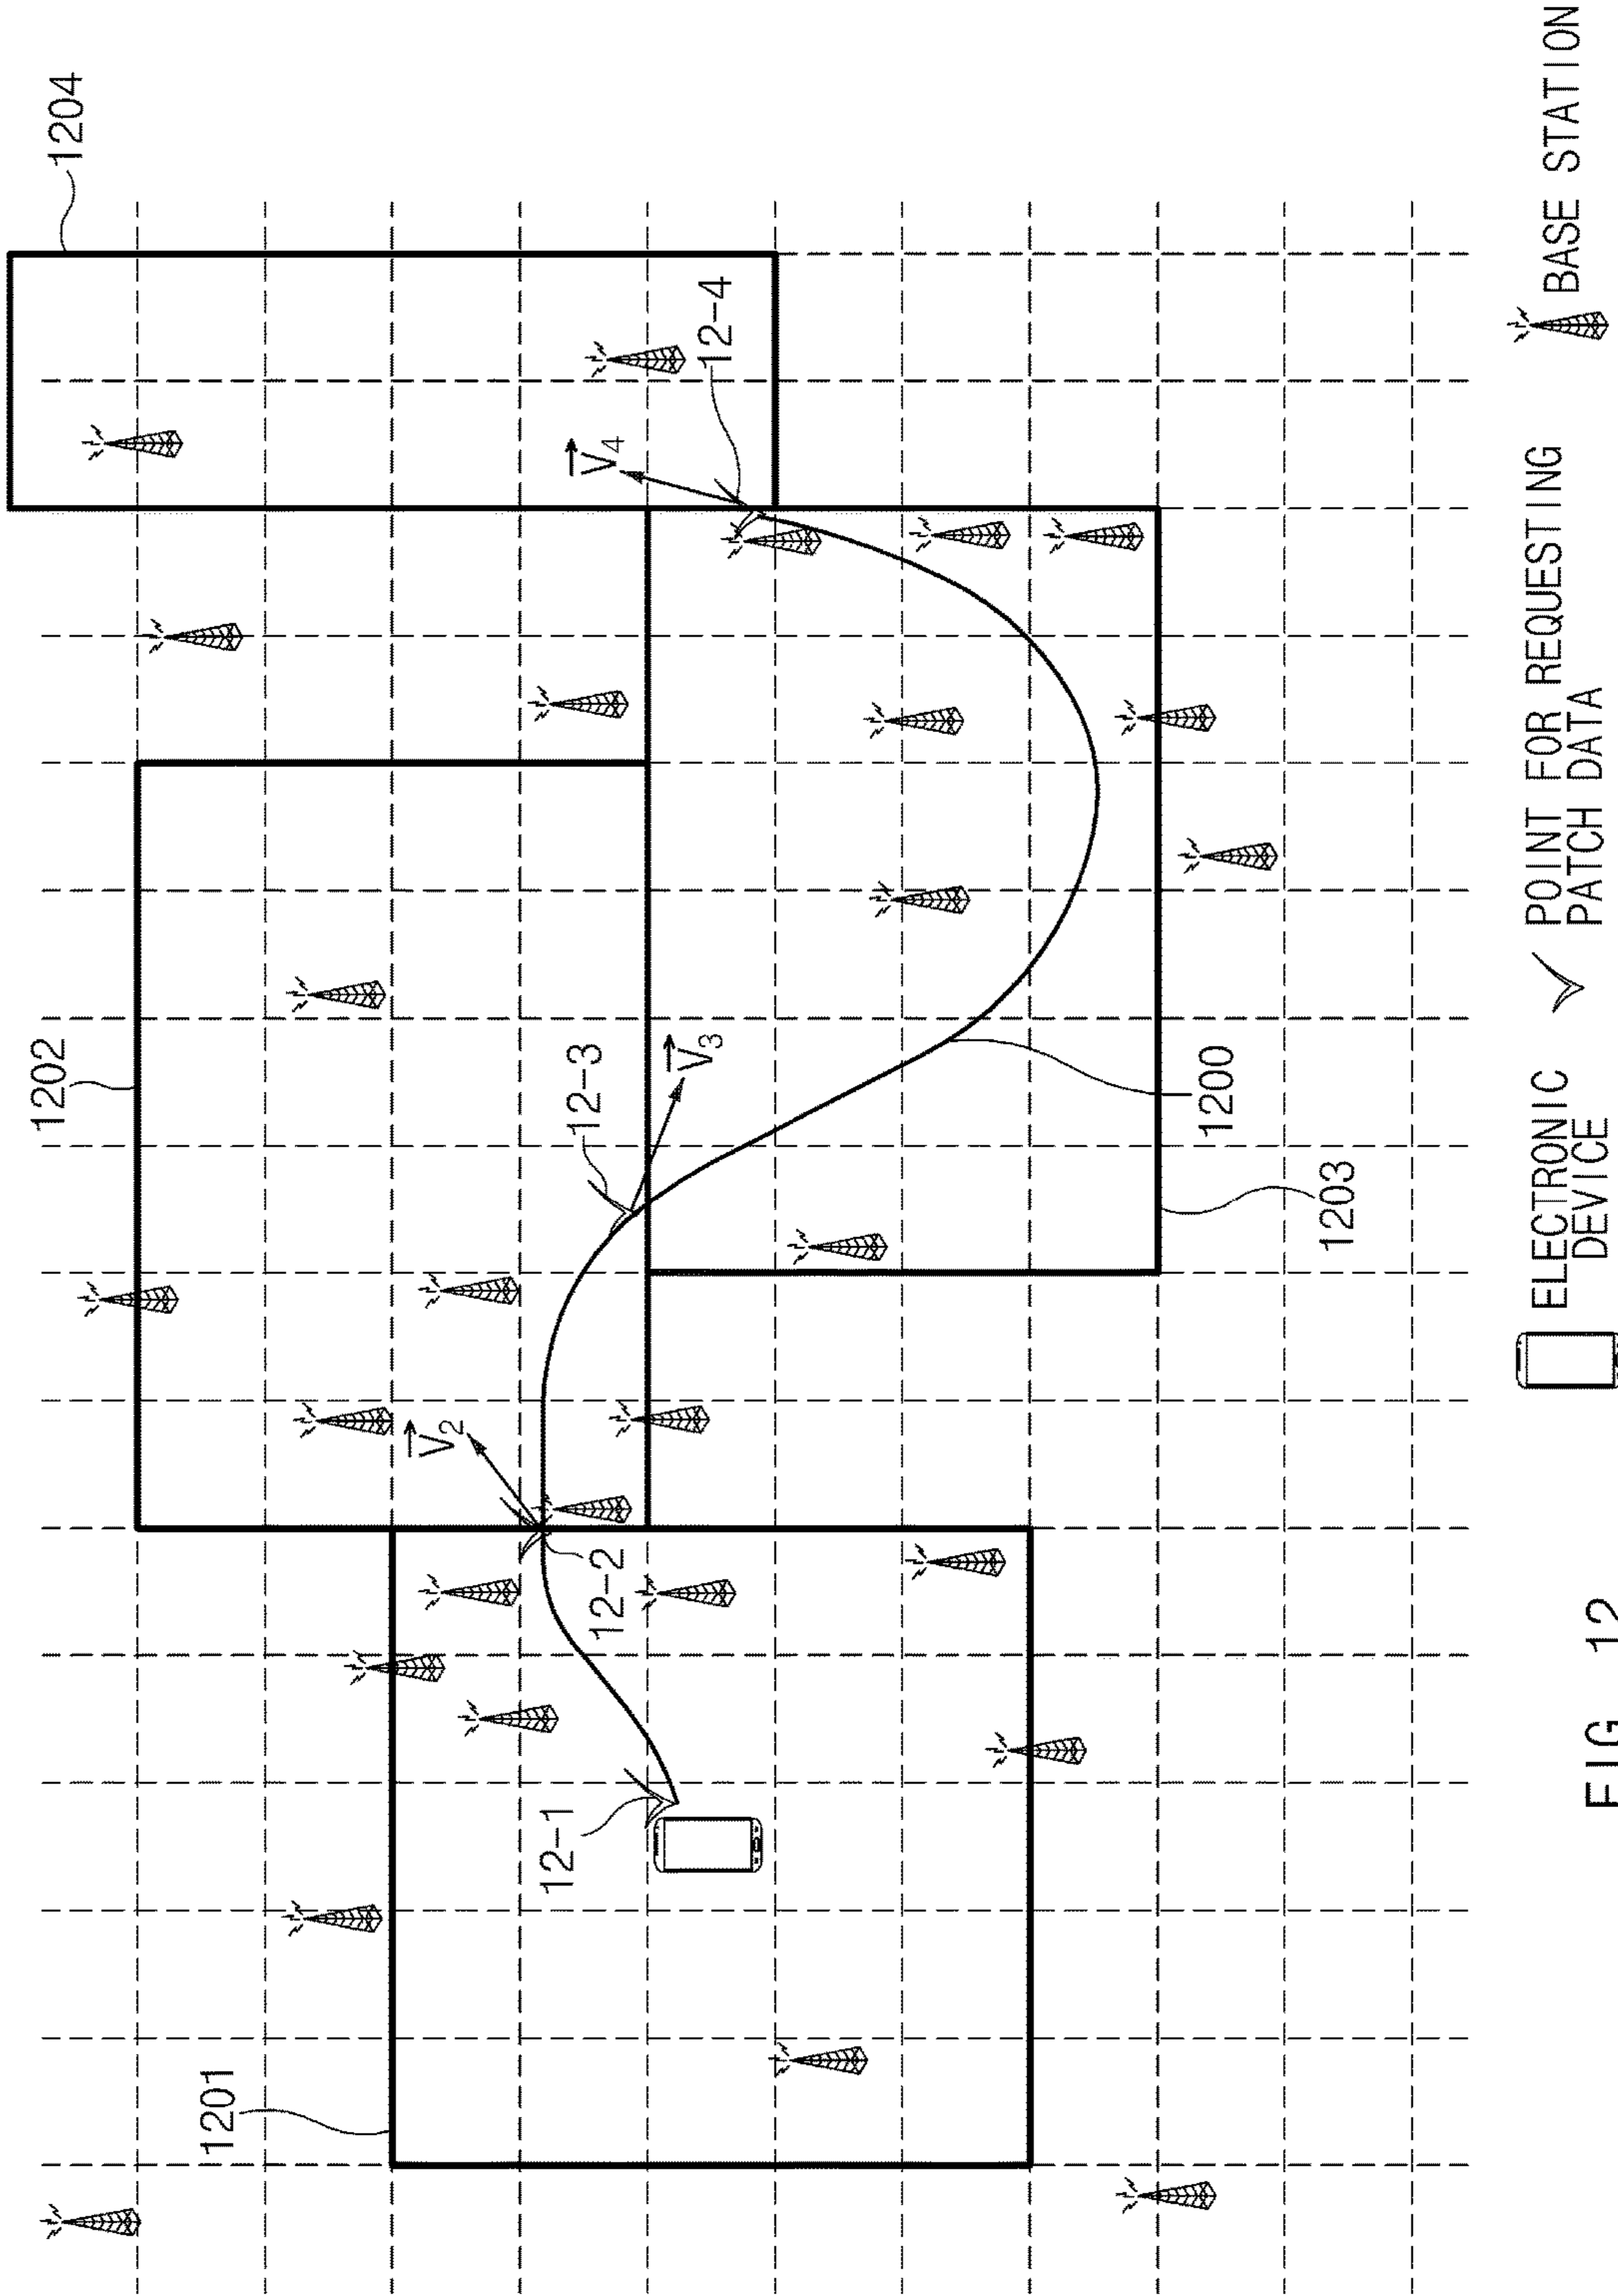 1204
1202
12-4
V4
12-3
V3
V2
12-2
1200
1203
12-1
1201
ELECTRONIC
DEVICE
POINT FOR REQUESTING
PATCH DATA
BASE STATION
FIG. 12